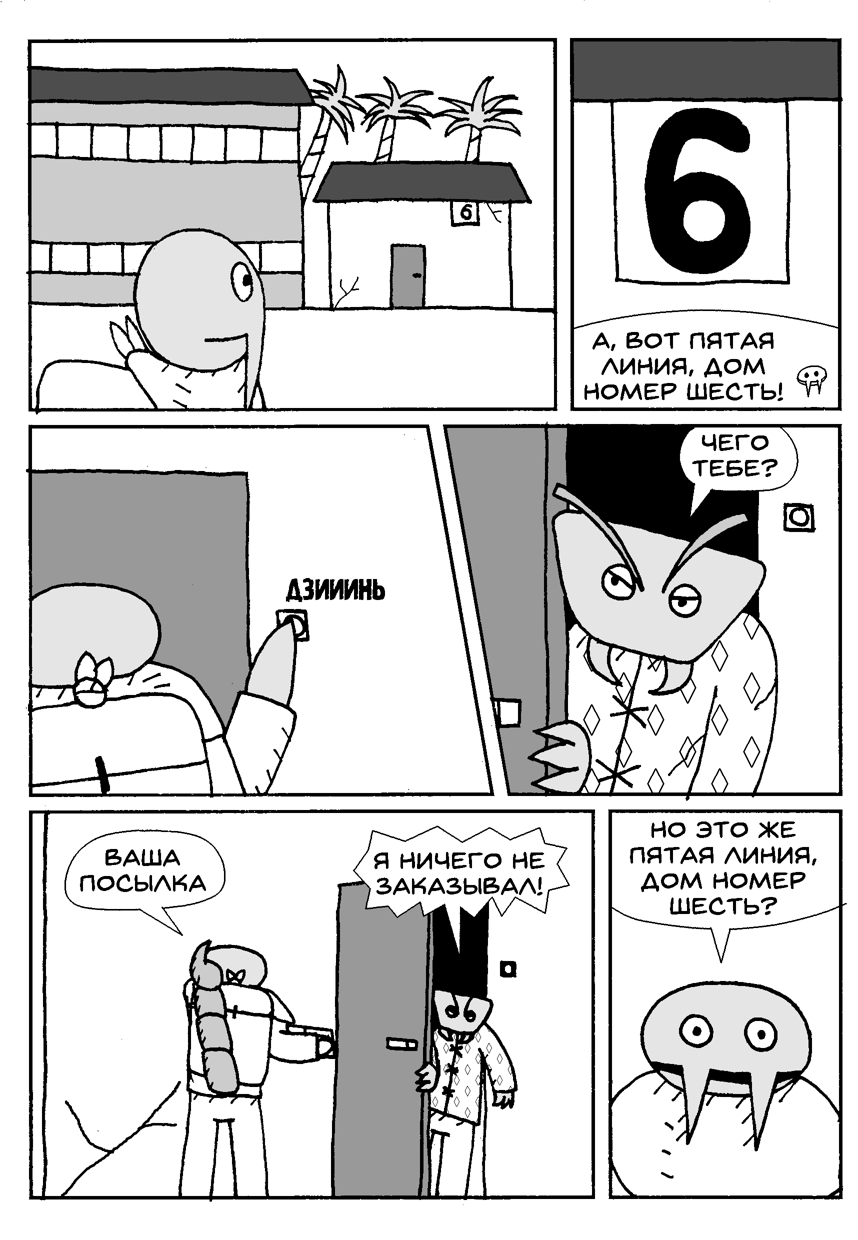 6
6
А, ВОТ ПЯТАЯ
ЛИНИЯ, ДОМ
НОМЕР ШЕСТЬ!
ДЗИИИНЬ
ЧЕГО
ТЕБЕ?
ВАША
ПОСЫЛКА
Я НИЧЕГО НЕ
ЗАКАЗЫВАЛ!
НО ЭТО ЖЕ
ПЯТАЯ ЛИНИЯ,
ДОМ НОМЕР
ШЕСТЬ?